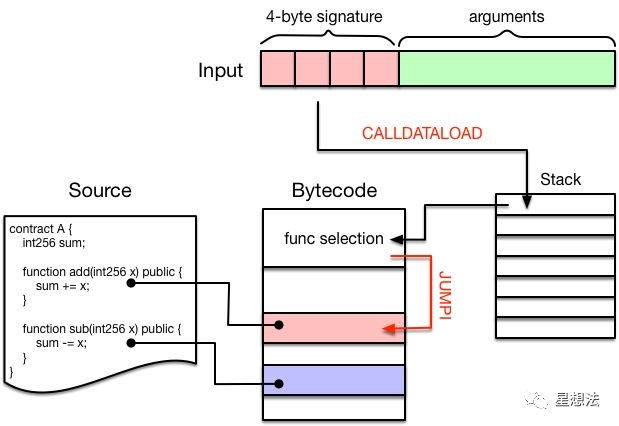 4-byte signature
arguments
Input
CALLDATALOAD
Source
Bytecode
Stack
contract A {
int256 sum;
function add(int256 x) public {
sum += x;
}
function sub(int256 x) public {
sum -= x;
}
}
func selection
JUMPI
星想法